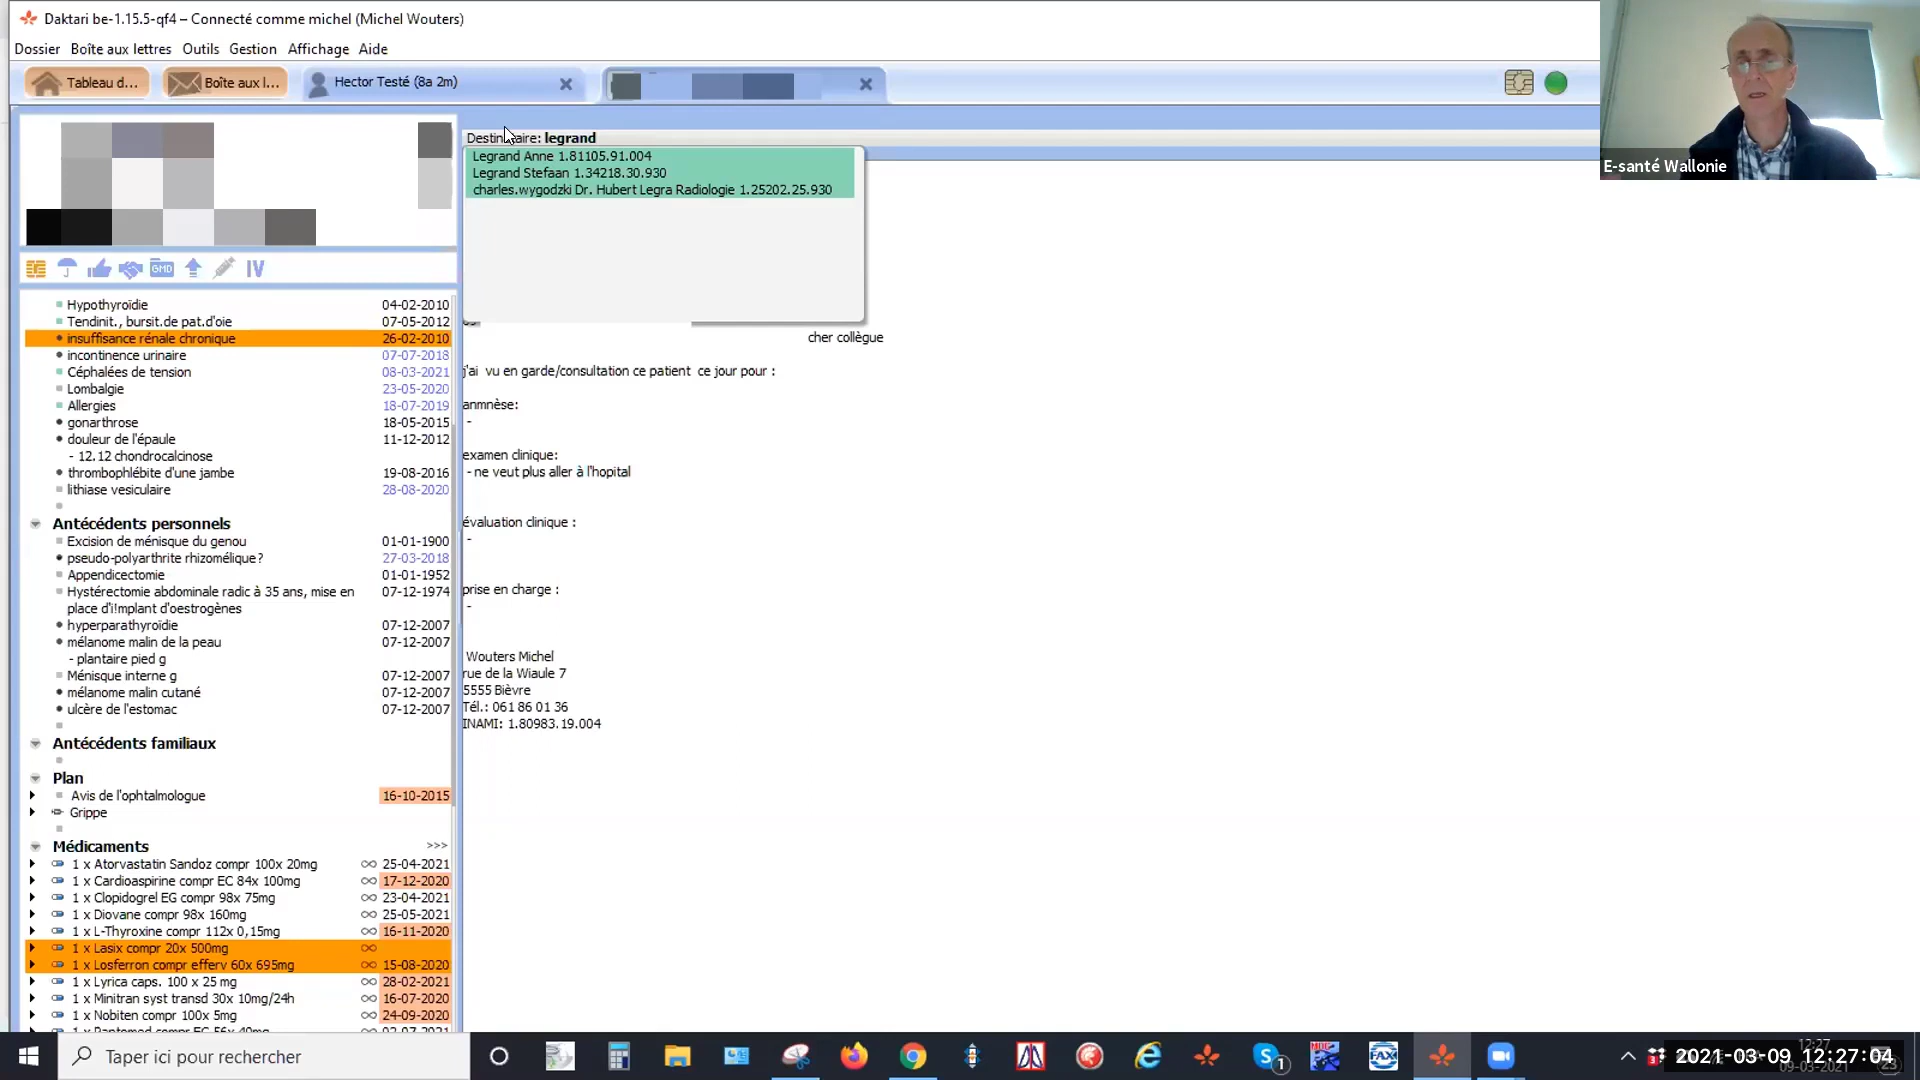 Daktari be-1.15.5-qf4 – Connecté comme michel (Michel Wouters)
Dossier Boîte aux lettres Outils Gestion Affichage Aide
Tableau d... Boîte aux l... Hector Testé (8a 2m)
E-santé Wallonie
Destinataire: legrand
Legrand Anne 1.81105.91.004
Legrand Stefaan 1.34218.30.930
charles.wygodzki Dr. Hubert Legra Radiologie 1.25202.25.930
GMD IV
Hypothyroïdie 04-02-2010
Tendinit., bursit.de pat.d'oie 07-05-2012
insuffisance rénale chronique 26-02-2010
incontinence urinaire 07-07-2018
Céphalées de tension 08-03-2021
Lombalgie 23-05-2020
Allergies 18-07-2019
gonarthrose 18-05-2015
douleur de l'épaule 11-12-2012
- 12.12 chondrocalcinose
thrombophlébite d'une jambe 19-08-2016
lithiase vesiculaire 28-08-2020
Antécédents personnels
Excision de ménisque du genou 01-01-1900
pseudo-polyarthrite rhizomélique? 27-03-2018
Appendicectomie 01-01-1952
Hystérectomie abdominale radic à 35 ans, mise en 07-12-1974
place d'i!mplant d'oestrogènes
hyperparathyroïdie 07-12-2007
mélanome malin de la peau 07-12-2007
- plantaire pied g
Ménisque interne g 07-12-2007
mélanome malin cutané 07-12-2007
ulcère de l'estomac 07-12-2007
Antécédents familiaux
Plan
Avis de l'ophtalmologue 16-10-2015
Grippe
Médicaments >>>
1 x Atorvastatin Sandoz compr 100x 20mg 25-04-2021
1 x Cardioaspirine compr EC 84x 100mg 17-12-2020
1 x Clopidogrel EG compr 98x 75mg 23-04-2021
1 x Diovane compr 98x 160mg 25-05-2021
1 x L-Thyroxine compr 112x 0,15mg 16-11-2020
1 x Lasix compr 20x 500mg
1 x Losferron compr efferv 60x 695mg 15-08-2020
1 x Lyrica caps. 100 x 25 mg 28-02-2021
1 x Minitran syst transd 30x 10mg/24h 16-07-2020
1 x Nobiten compr 100x 5mg 24-09-2020
cher collègue
j'ai vu en garde/consultation ce patient ce jour pour :
anmnèse:
-
examen clinique:
- ne veut plus aller à l'hopital
évaluation clinique :
-
prise en charge :
-
Wouters Michel
rue de la Wiaule 7
5555 Bièvre
Tél.: 061 86 01 36
INAMI: 1.80983.19.004
Taper ici pour rechercher
FAX
2021-03-09 12:27:04